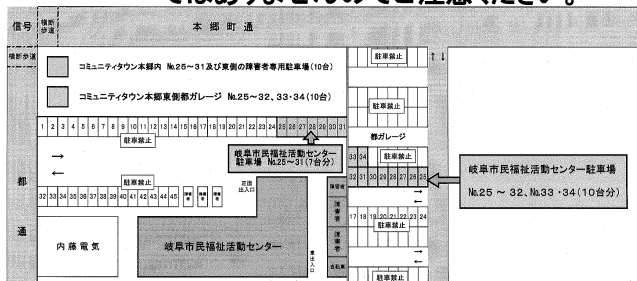 ではありませんのでご注意ください。
信号
横断歩道
本郷町通
横断歩道
コミュニティタウン本郷内 №25～31及び東側の障害者専用駐車場(10台)
コミュニティタウン本郷東側都ガレージ №25～32、33・34(10台)
駐車禁止
↑↓
駐車禁止
1 2 3 4 5 6 7 8 9 10 11 12 13 14 15 16 17 18 19 20 21 22 23 24 25 26 27 28 29 30 31
駐車禁止
都ガレージ
岐阜市民福祉活動センター
駐車場 №25～31(7台分)
33 34
駐車禁止
32 31 30 29 28 27 26 25
岐阜市民福祉活動センター駐車場
№25 ～ 32、№33・34(10台分)
→
←
駐車禁止
32 33 34 35 36 37 38 39 40 41 42 43 44 45
障害者
障害者
障害者
正面出入口
障害者
障害者
障害者
自転車
17 18 19 20 21 22 23 24
駐車禁止
→
←
都通
内藤電気
岐阜市民福祉活動センター
東出入口
→
←
駐車禁止